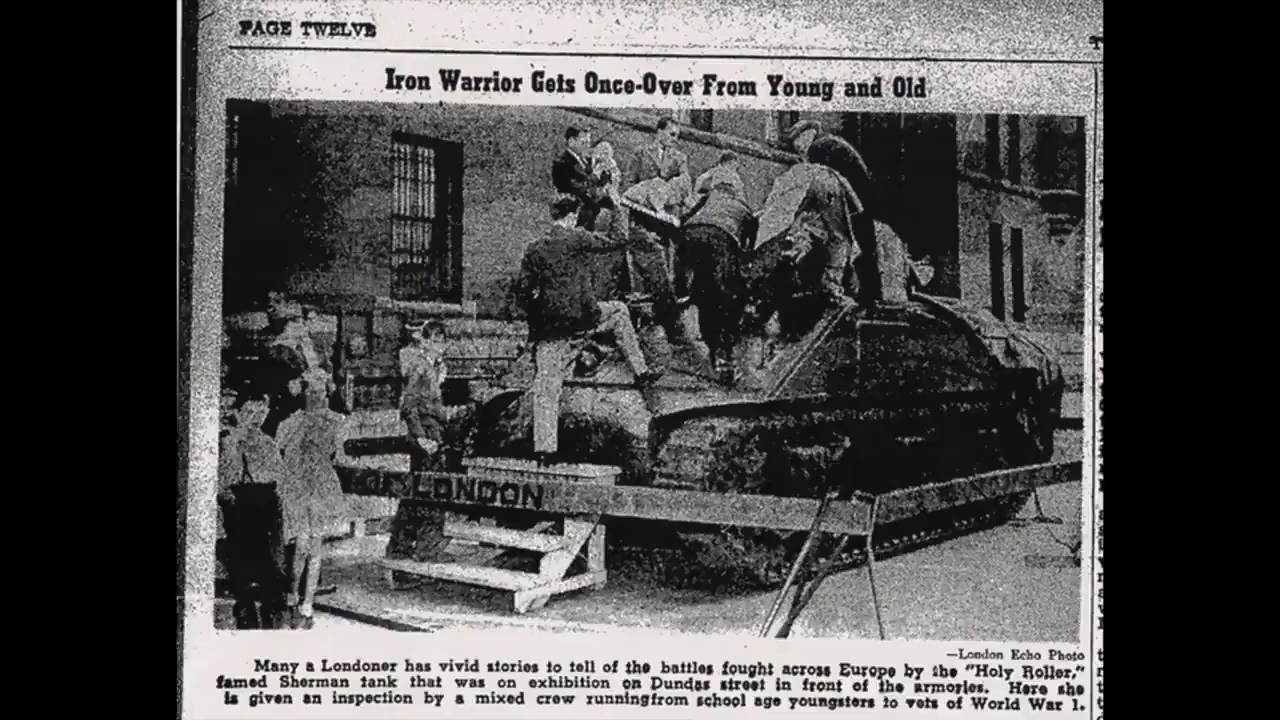 PAGE TWELVE
Iron Warrior Gets Once-Over From Young and Old
LONDON
—London Echo Photo
Many a Londoner has vivid stories to tell of the battles fought across Europe by the "Holy Roller,"
famed Sherman tank that was on exhibition on Dundas street in front of the armories. Here she
is given an inspection by a mixed crew runningfrom school age youngsters to vets of World War 1.